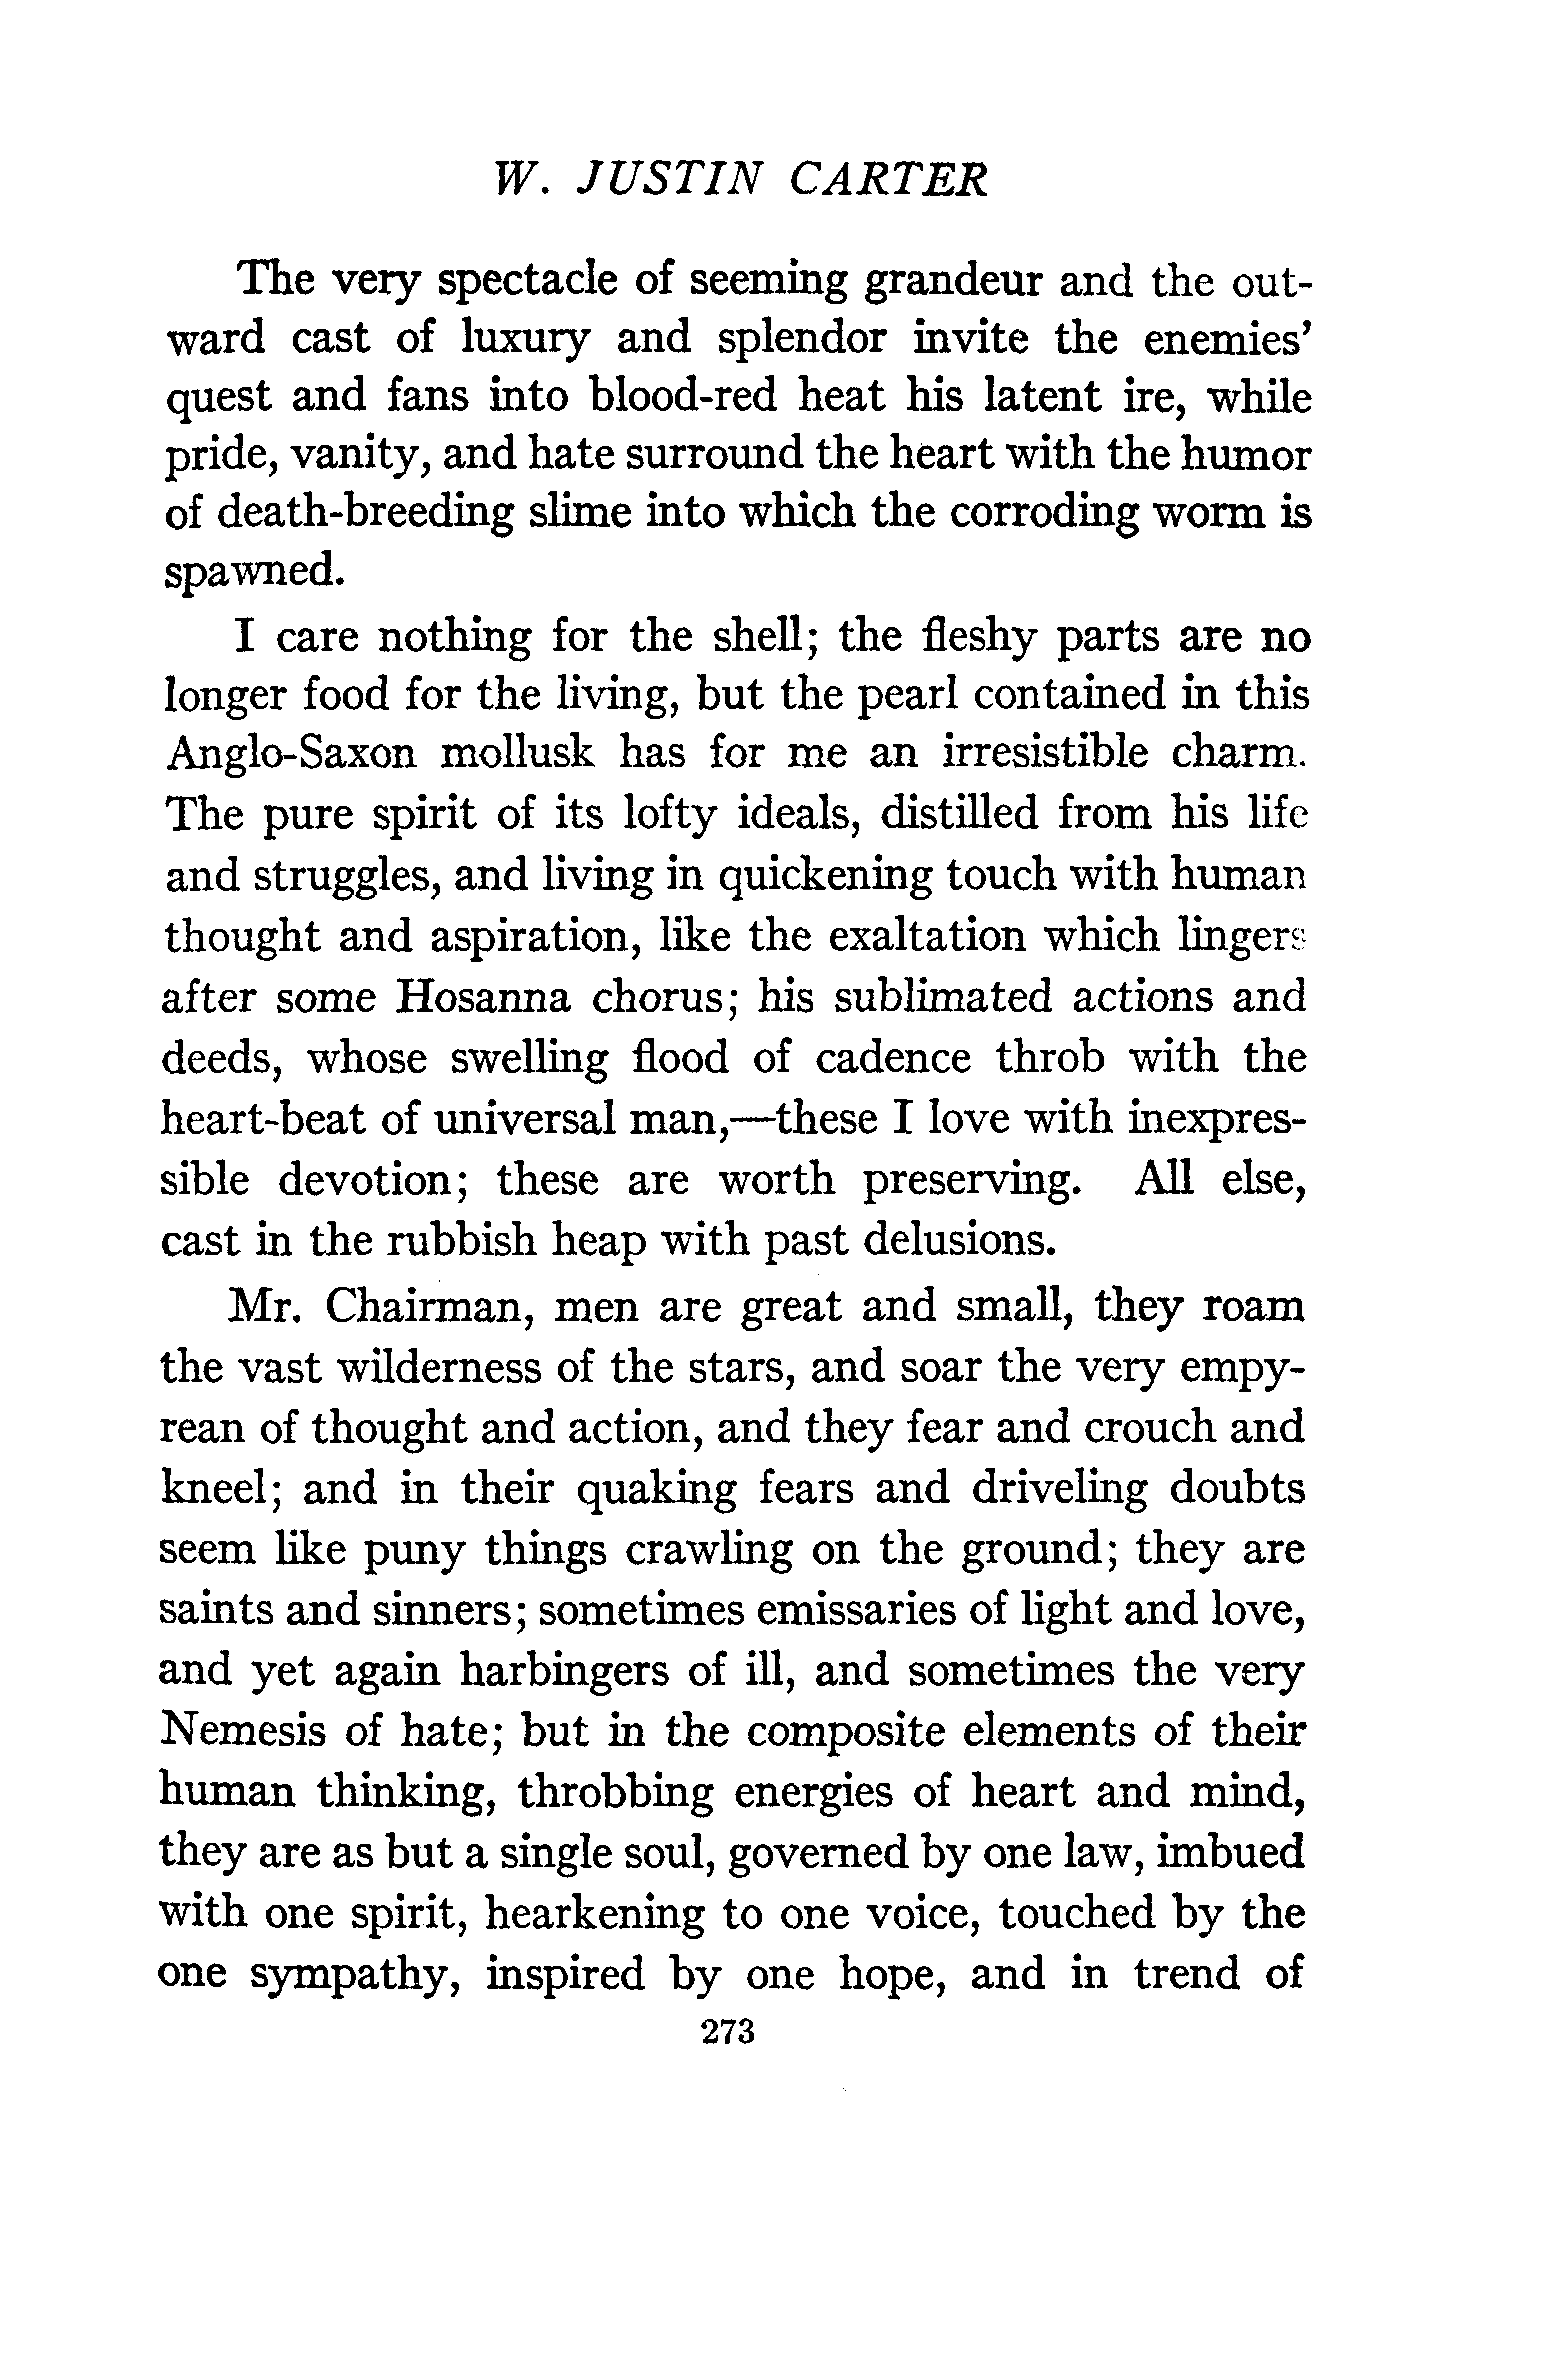 W. JUSTIN CARTER
The very spectacle of seeming grandeur and the out-
ward cast of luxury and splendor invite the enemies'
quest and fans into blood-red heat his latent ire, while
pride, vanity, and hate surround the heart with the humor
of death-breeding slime into which the corroding worm is
spawned.
I care nothing for the shell; the fleshy parts are no
longer food for the living, but the pearl contained in this
Anglo-Saxon mollusk has for me an irresistible charm.
The pure spirit of its lofty ideals, distilled from his life
and struggles, and living in quickening touch with human
thought and aspiration, like the exaltation which lingers
after some Hosanna chorus; his sublimated actions and
deeds, whose swelling flood of cadence throb with the
heart-beat of universal man,—these I love with inexpres-
sible devotion; these are worth preserving. All else,
cast in the rubbish heap with past delusions.
Mr. Chairman, men are great and small, they roam
the vast wilderness of the stars, and soar the very empy-
rean of thought and action, and they fear and crouch and
kneel; and in their quaking fears and driveling doubts
seem like puny things crawling on the ground; they are
saints and sinners; sometimes emissaries of light and love,
and yet again harbingers of ill, and sometimes the very
Nemesis of hate; but in the composite elements of their
human thinking, throbbing energies of heart and mind,
they are as but a single soul, governed by one law, imbued
with one spirit, hearkening to one voice, touched by the
one sympathy, inspired by one hope, and in trend of
273